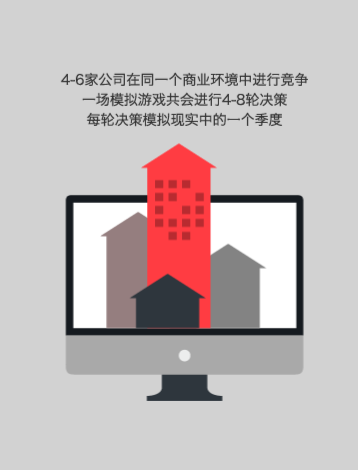 4-6家公司在同一个商业环境中进行竞争
一场模拟游戏共会进行4-8轮决策
每轮决策模拟现实中的一个季度